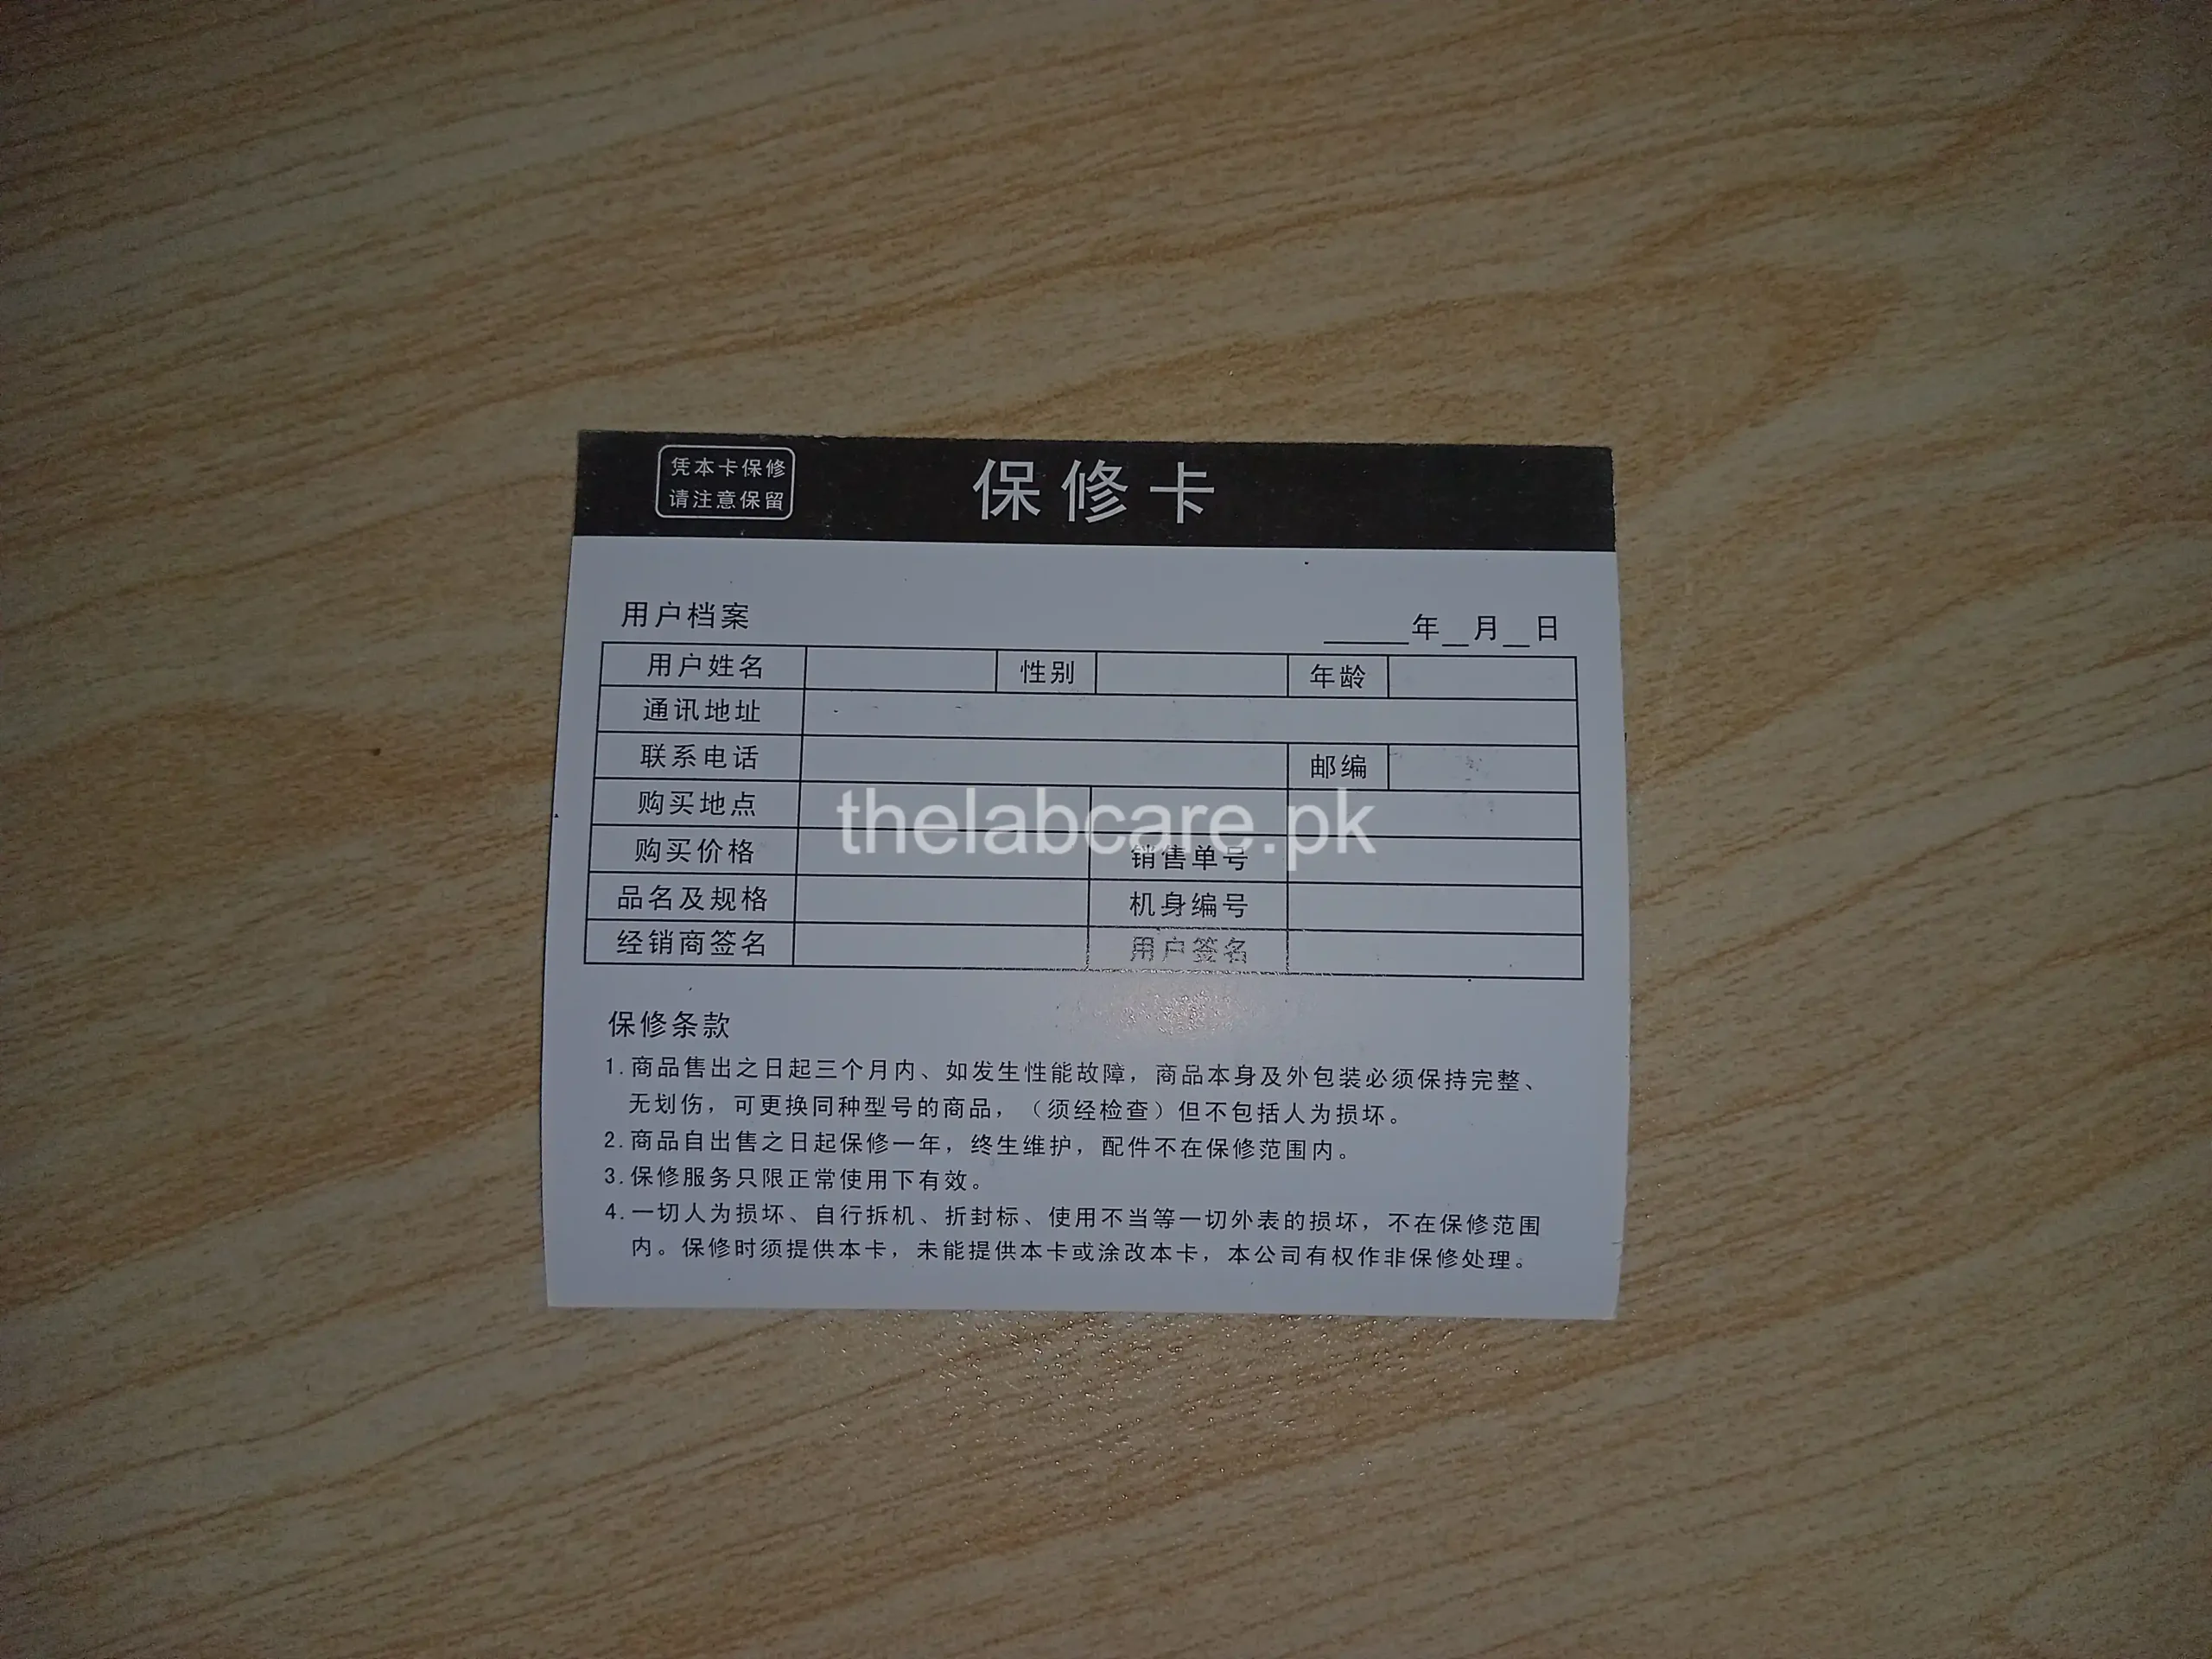 凭本卡保修
请注意保留
保修卡
用户档案
____年__月__日
用户姓名 性别 年龄
通讯地址
联系电话 邮编
购买地点
thelabcare.pk
购买价格 销售单号
品名及规格 机身编号
经销商签名 用户签名
保修条款
1.商品售出之日起三个月内、如发生性能故障，商品本身及外包装必须保持完整、
无划伤，可更换同种型号的商品，（须经检查）但不包括人为损坏。
2.商品自出售之日起保修一年，终生维护，配件不在保修范围内。
3.保修服务只限正常使用下有效。
4.一切人为损坏、自行拆机、折封标、使用不当等一切外表的损坏，不在保修范围
内。保修时须提供本卡，未能提供本卡或涂改本卡，本公司有权作非保修处理。